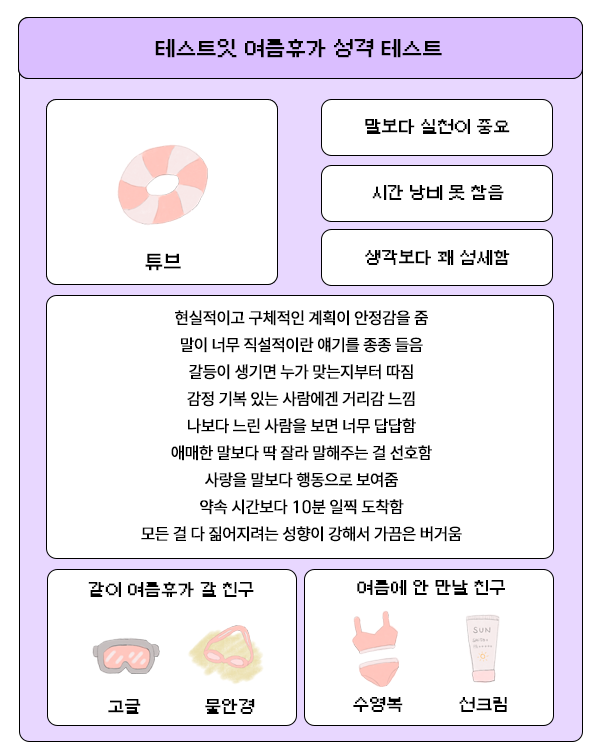 테스트잇 여름휴가 성격 테스트
튜브
말보다 실천이 중요
시간 낭비 못 참음
생각보다 꽤 섬세함
현실적이고 구체적인 계획이 안정감을 줌
말이 너무 직설적이란 얘기를 종종 들음
갈등이 생기면 누가 맞는지부터 따짐
감정 기복 있는 사람에겐 거리감 느낌
나보다 느린 사람을 보면 너무 답답함
애매한 말보다 딱 잘라 말해주는 걸 선호함
사랑을 말보다 행동으로 보여줌
약속 시간보다 10분 일찍 도착함
모든 걸 다 짊어지려는 성향이 강해서 가끔은 버거움
같이 여름휴가 갈 친구
고글
물안경
여름에 안 만날 친구
수영복
SUN
선크림